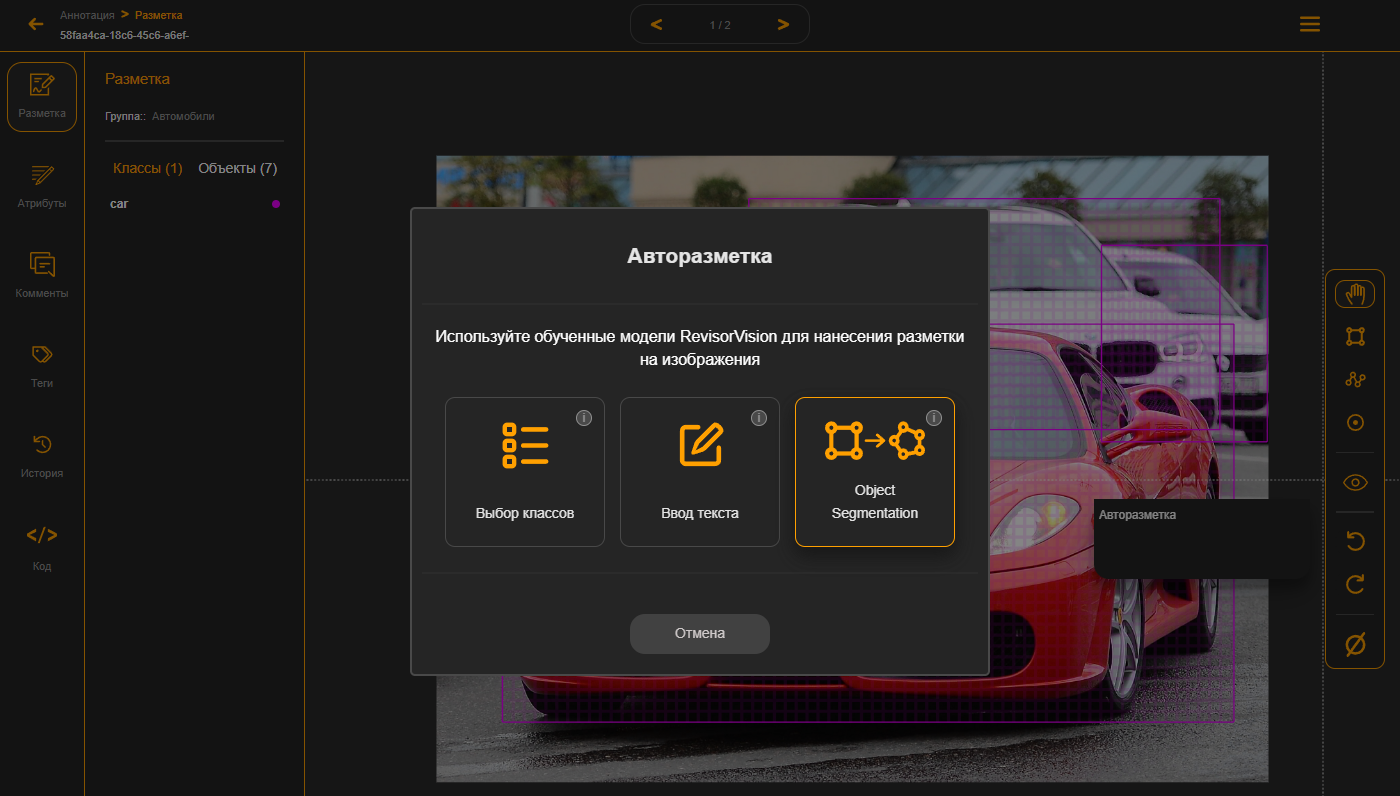 Аннотация > Разметка
58faa4ca-18c6-45c6-a6ef-
< 1 / 2 >
Разметка
Атрибуты
Комменты
Теги
История
</>
Код
Разметка
Группа:: Автомобили
Классы (1) Объекты (7)
car
Авторазметка
Используйте обученные модели RevisorVision для нанесения разметки
на изображения
Выбор классов
Ввод текста
Object
Segmentation
Отмена
Авторазметка